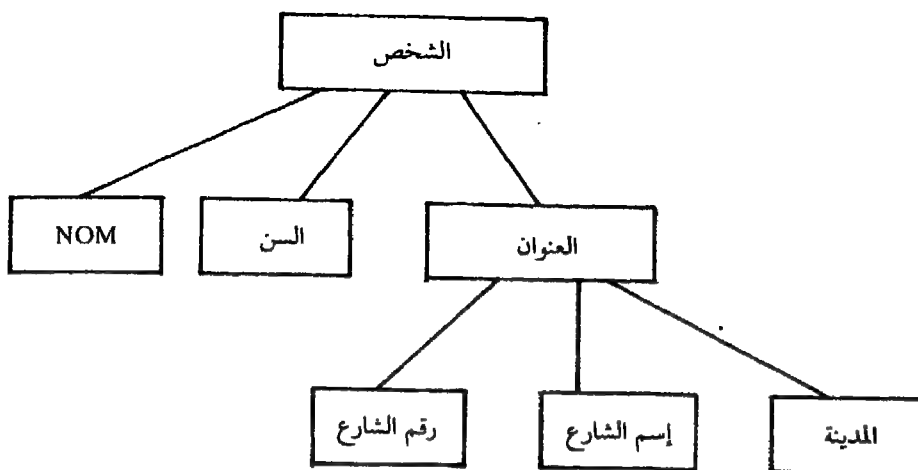 الشخص
NOM
السن
العنوان
رقم الشارع
إسم الشارع
المدينة